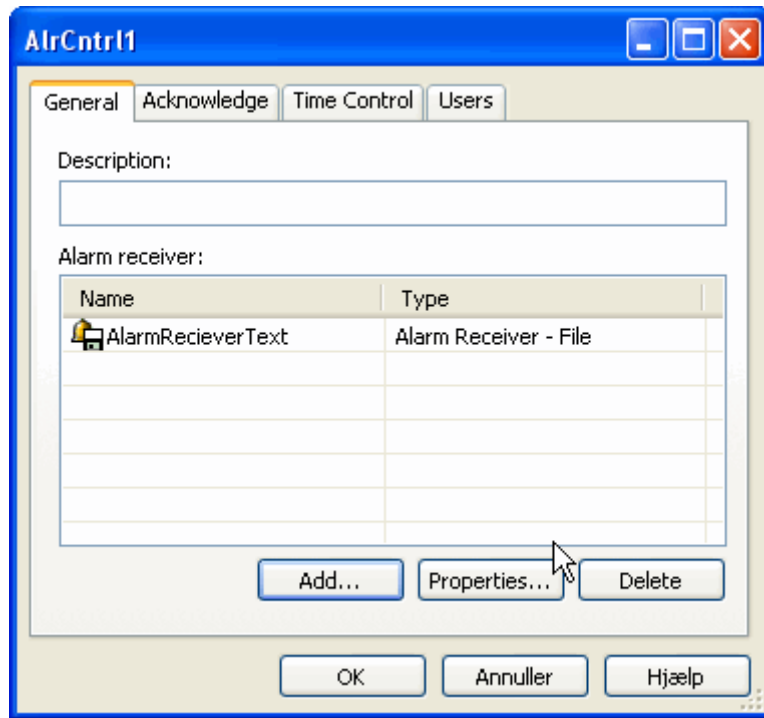 AlrCntrl1
General Acknowledge Time Control Users
Description:
Alarm receiver:
Name Type
AlarmRecieverText Alarm Receiver - File
Add... Properties... Delete
OK Annuller Hjælp